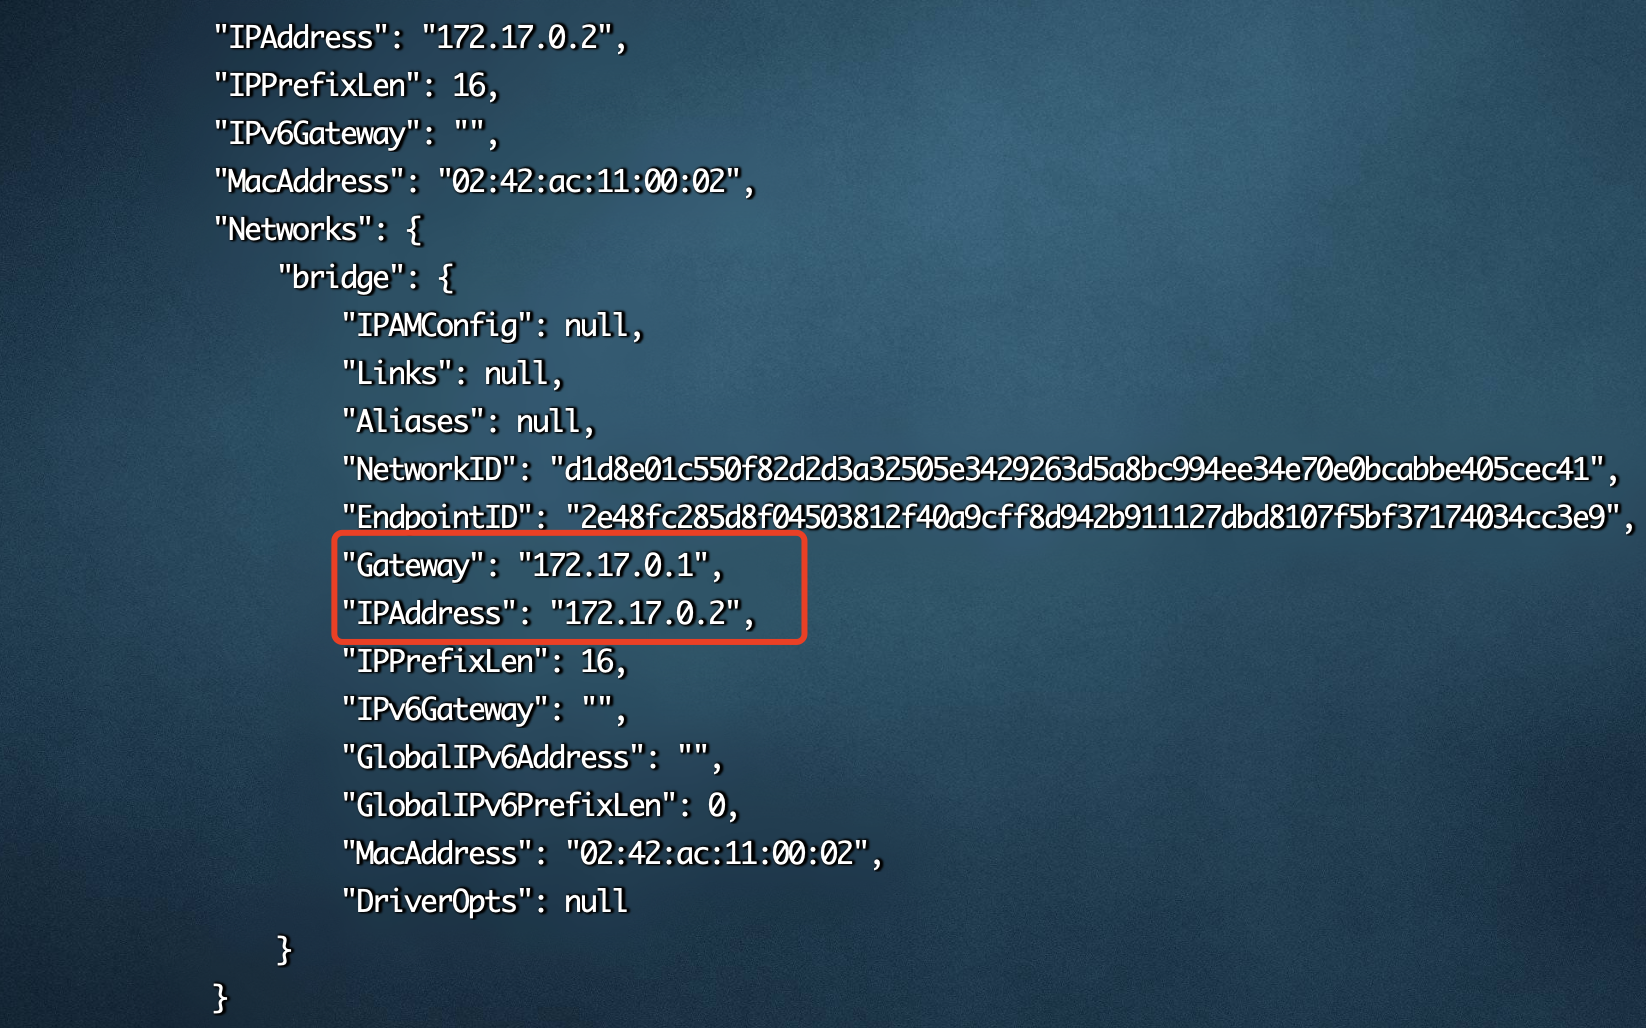 "IPAddress": "172.17.0.2",
"IPPrefixLen": 16,
"IPv6Gateway": "",
"MacAddress": "02:42:ac:11:00:02",
"Networks": {
"bridge": {
"IPAMConfig": null,
"Links": null,
"Aliases": null,
"NetworkID": "d1d8e01c550f82d2d3a32505e3429263d5a8bc994ee34e70e0bcabbe405cec41",
"EndpointID": "2e48fc285d8f04503812f40a9cff8d942b911127dbd8107f5bf37174034cc3e9",
"Gateway": "172.17.0.1",
"IPAddress": "172.17.0.2",
"IPPrefixLen": 16,
"IPv6Gateway": "",
"GlobalIPv6Address": "",
"GlobalIPv6PrefixLen": 0,
"MacAddress": "02:42:ac:11:00:02",
"DriverOpts": null
}
}